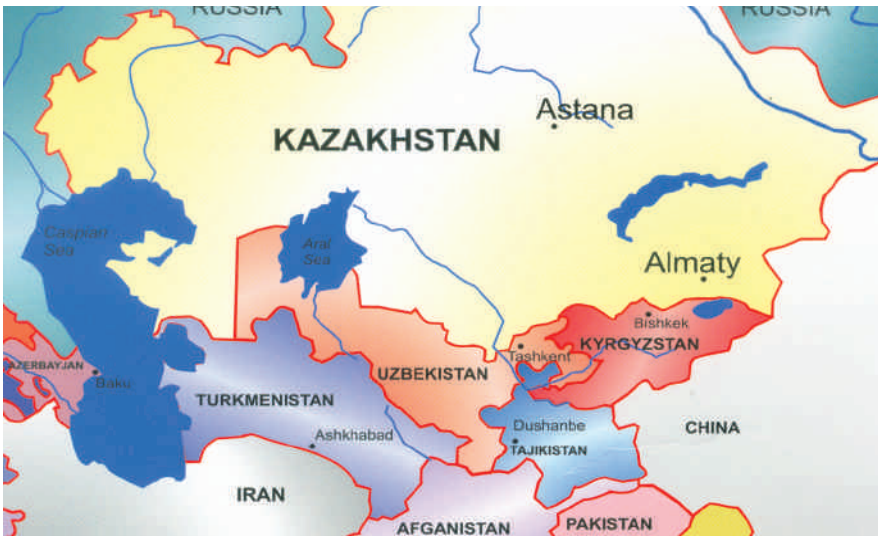 RUSSIA
RUSSIA
Astana
KAZAKHSTAN
Caspian
Sea
Aral
Sea
Almaty
Bishkek
KYRGYZSTAN
Tashkent
AZERBAYJAN
Baku
UZBEKISTAN
TURKMENISTAN
Dushanbe
CHINA
Ashkhabad
TAJIKISTAN
IRAN
AFGANISTAN
PAKISTAN